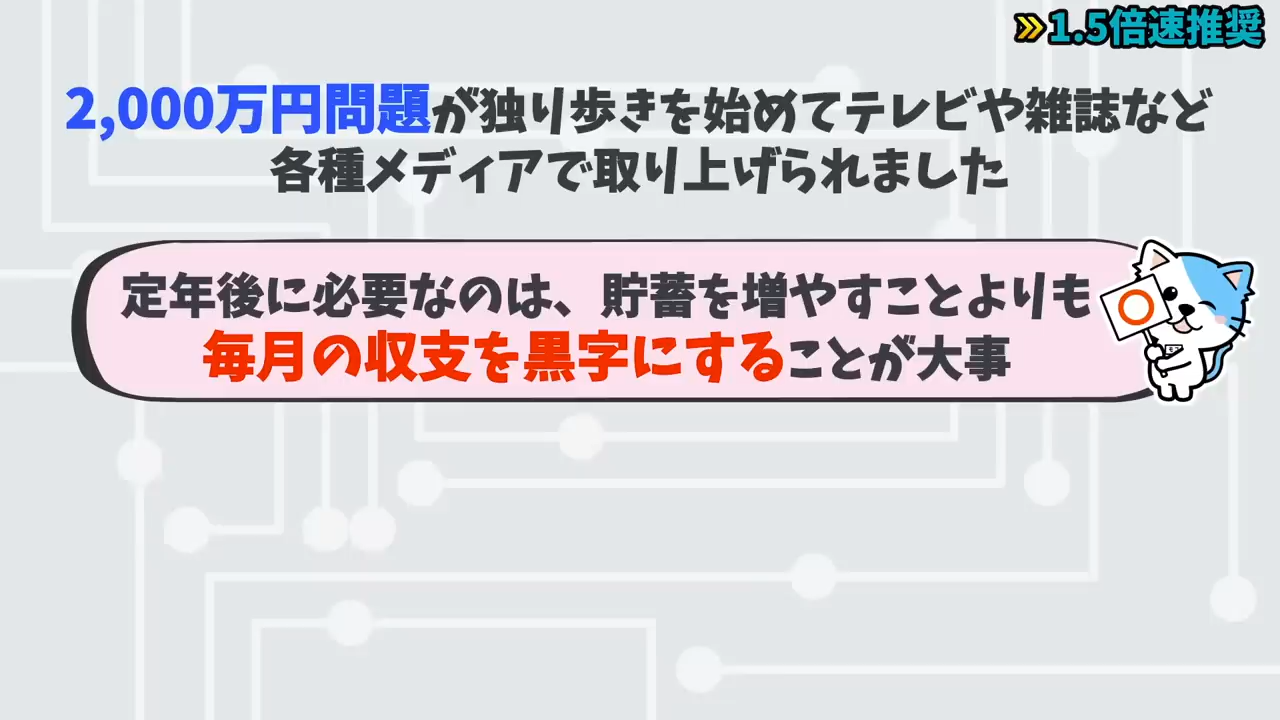 1.5倍速推奨
2,000万円問題が独り歩きを始めてテレビや雑誌など
各種メディアで取り上げられました
定年後に必要なのは、貯蓄を増やすことよりも
毎月の収支を黒字にすることが大事